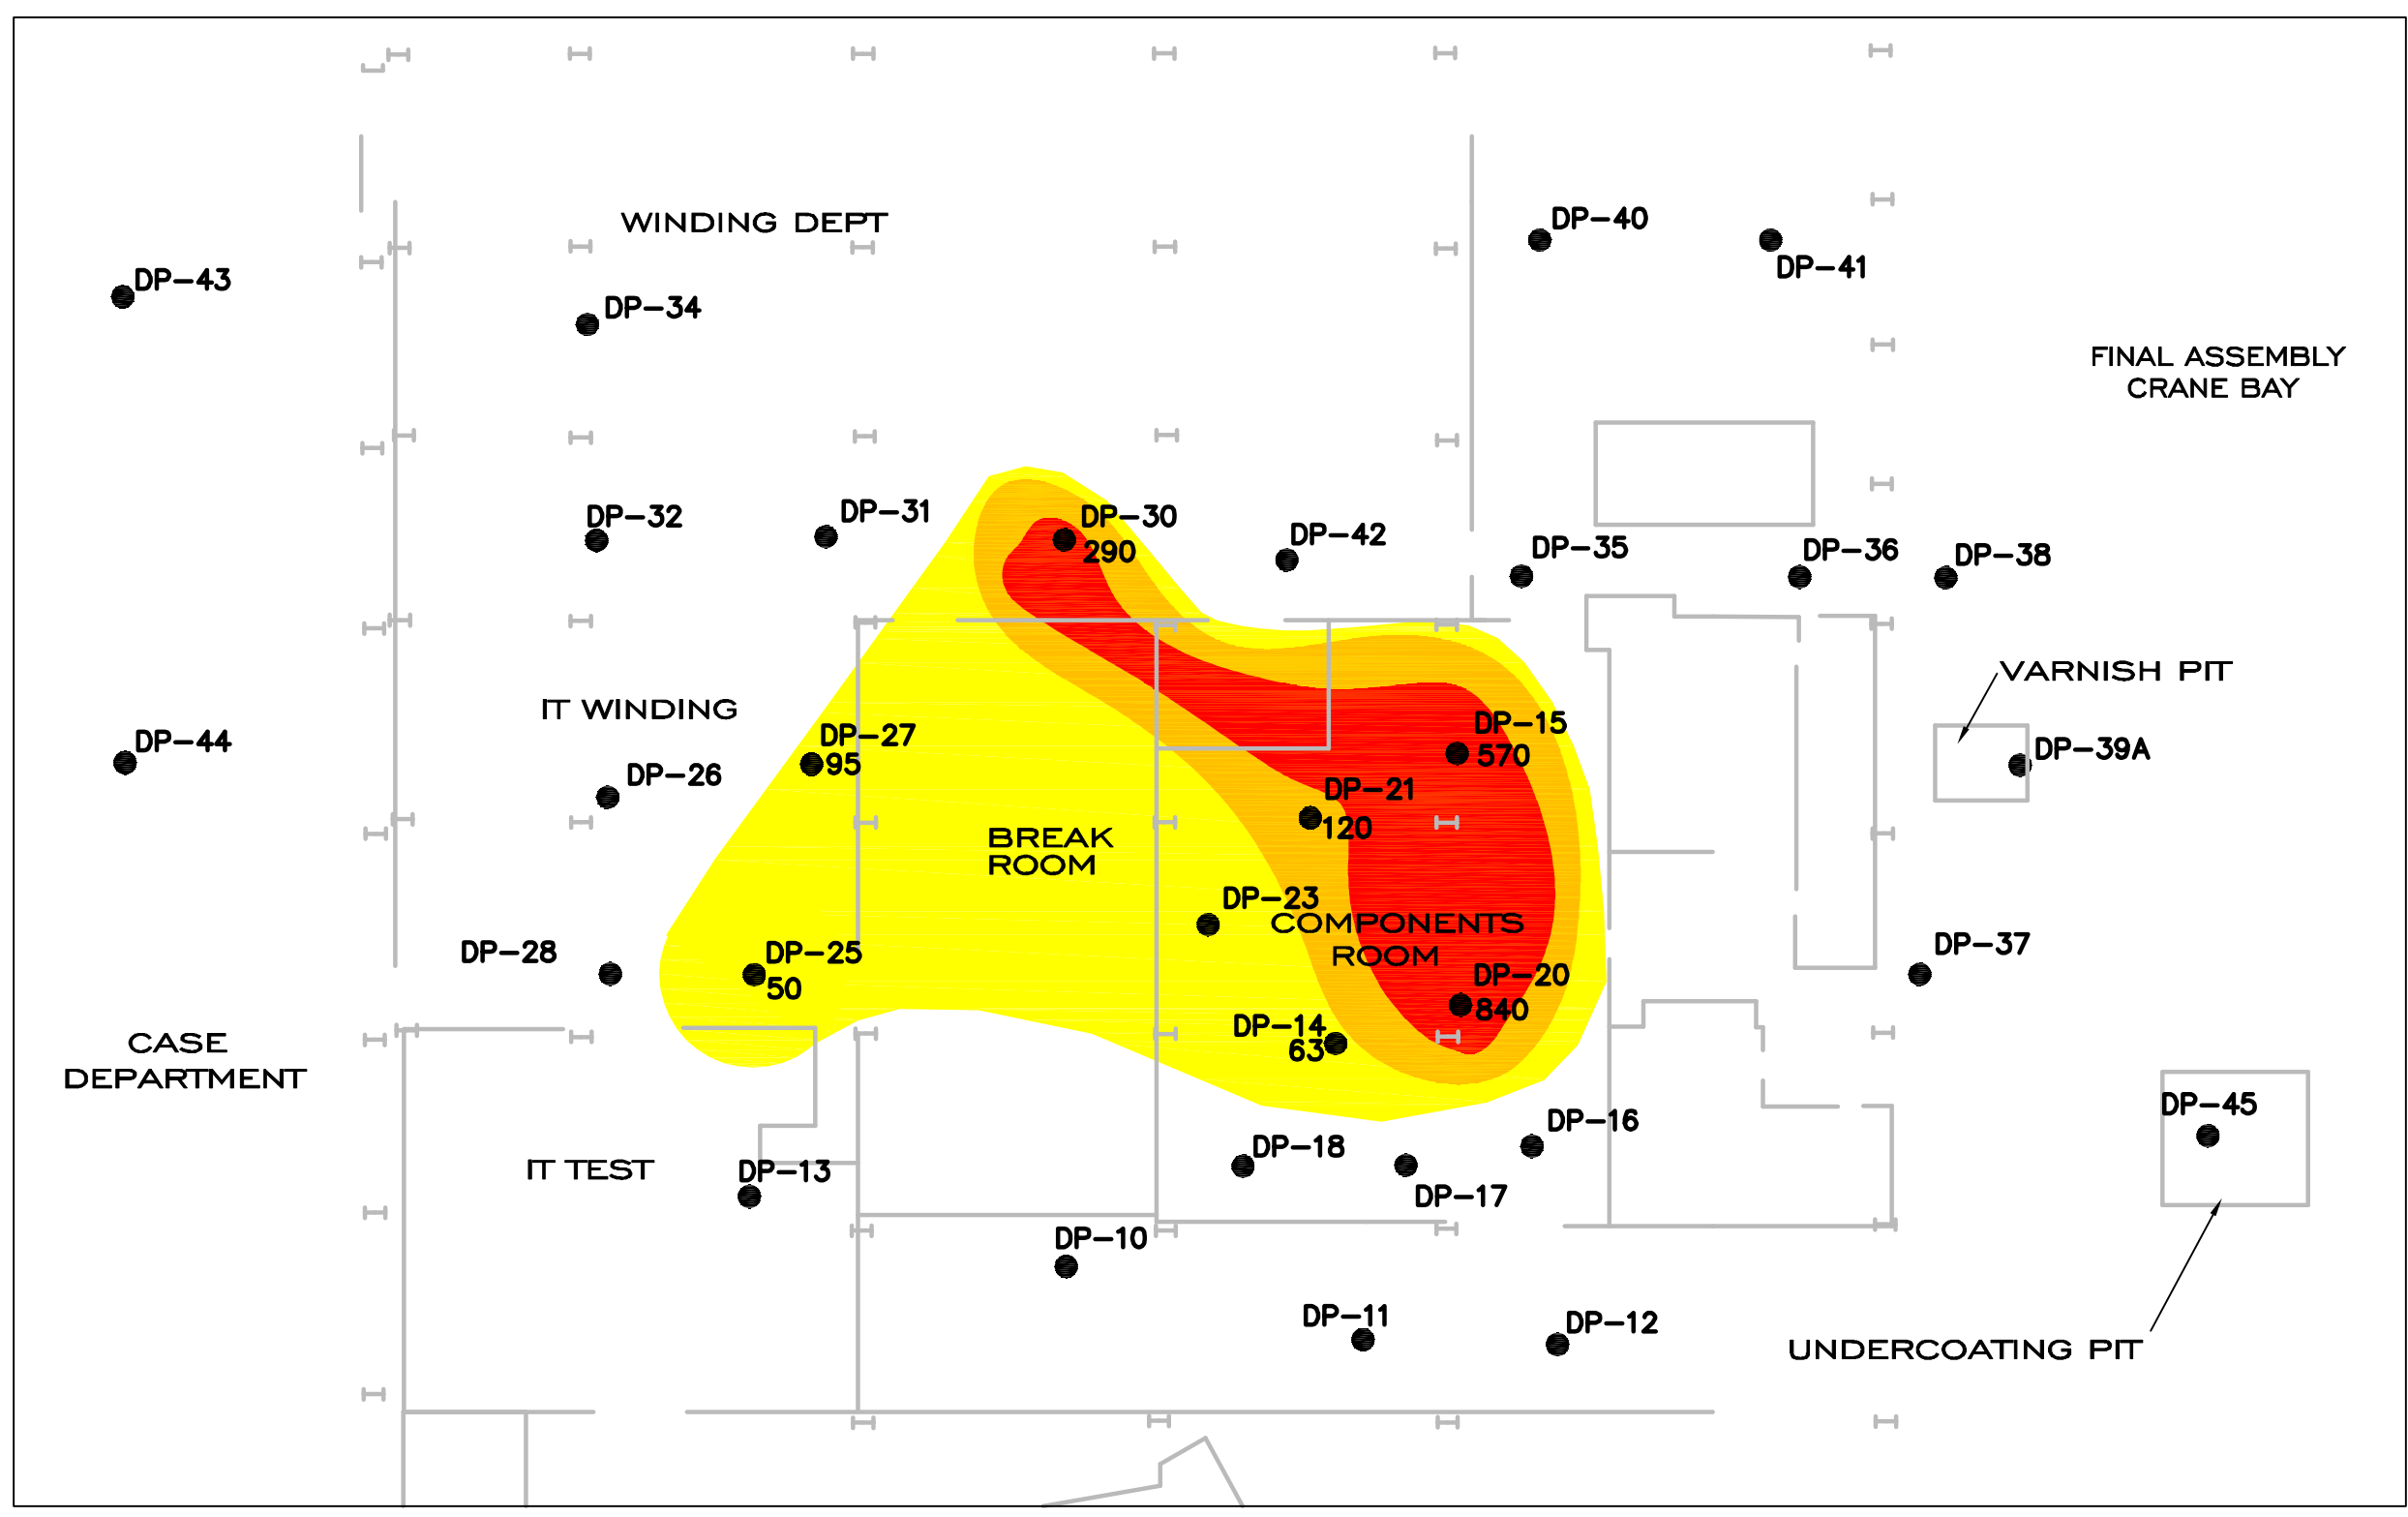 WINDING DEPT
DP-40
DP-41
DP-43
DP-34
FINAL ASSEMBLY
CRANE BAY
DP-32
DP-31
DP-30
290
DP-42
DP-35
DP-36
DP-38
VARNISH PIT
IT WINDING
DP-44
DP-27
95
DP-26
DP-15
570
DP-39A
DP-21
120
BREAK
ROOM
DP-23
COMPONENTS
ROOM
DP-28
DP-25
50
DP-20
840
DP-37
DP-14
63
CASE
DEPARTMENT
DP-45
DP-16
DP-18
DP-17
IT TEST
DP-13
DP-10
DP-11
DP-12
UNDERCOATING PIT